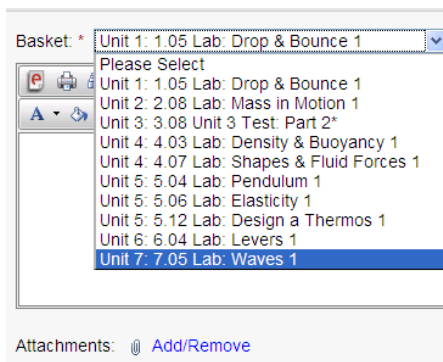 Basket: * Unit 1: 1.05 Lab: Drop & Bounce 1
Please Select
Unit 1: 1.05 Lab: Drop & Bounce 1
Unit 2: 2.08 Lab: Mass in Motion 1
Unit 3: 3.08 Unit 3 Test: Part 2*
Unit 4: 4.03 Lab: Density & Buoyancy 1
Unit 4: 4.07 Lab: Shapes & Fluid Forces 1
Unit 5: 5.04 Lab: Pendulum 1
Unit 5: 5.06 Lab: Elasticity 1
Unit 5: 5.12 Lab: Design a Thermos 1
Unit 6: 6.04 Lab: Levers 1
Unit 7: 7.05 Lab: Waves 1
A
Attachments: Add/Remove